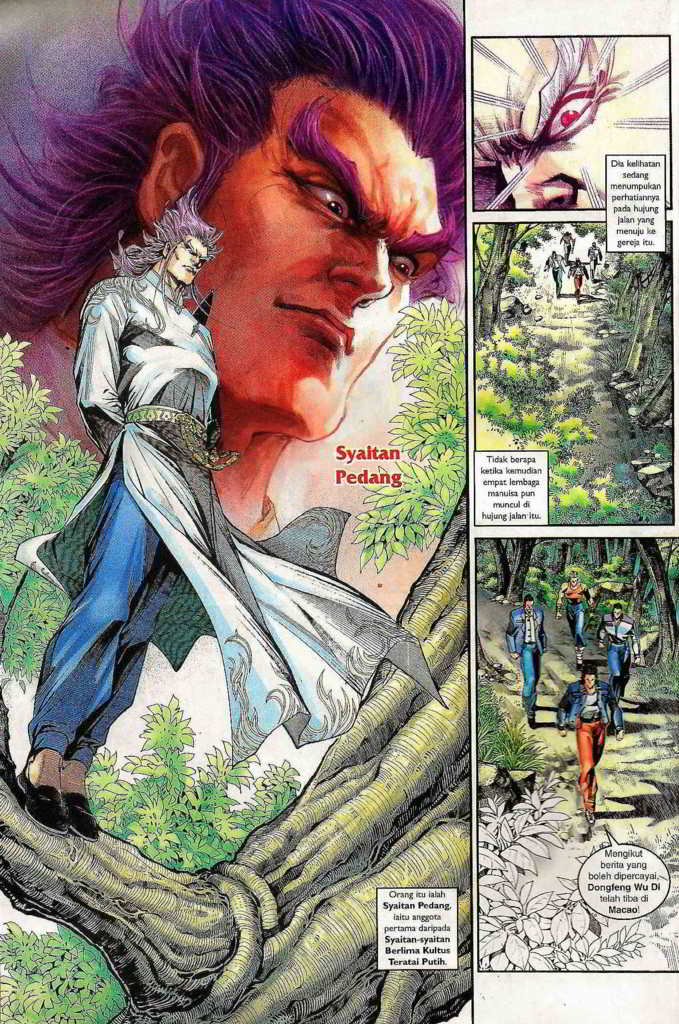 Syaitan
Pedang
Orang itu ialah
Syaitan Pedang,
iaitu anggota
pertama daripada
Syaitan-syaitan
Berlima Kultus
Teratai Putih.
Dia kelihatan
sedang
menumpukan
perhatiannya
pada hujung
jalan yang
menuju ke
gereja itu.
Tidak berapa
ketika kemudian
empat lembaga
manuisa pun
muncul di
hujung jalan itu.
Mengikut
berita yang
boleh dipercayai,
Dongfeng Wu Di
telah tiba di
Macao!